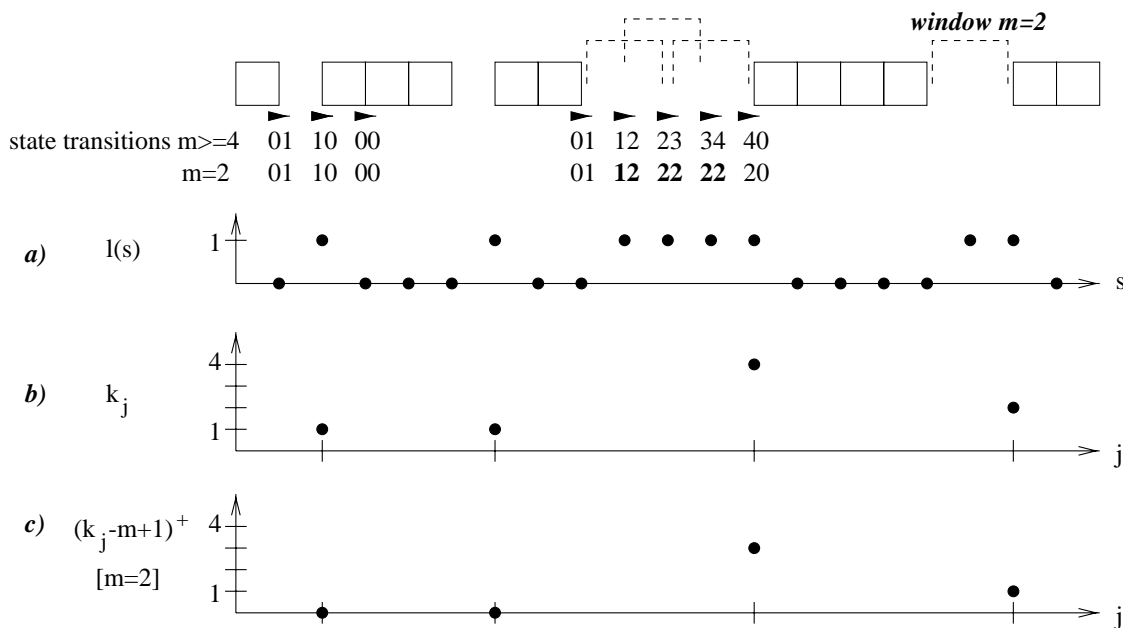 window m=2
state transitions m>=4 01 10 00 01 12 23 34 40
m=2 01 10 00 01 12 22 22 20
a) l(s) 1 s
4
b) k j
1 j
c) (k j-m+1)+ 4
[m=2] 1 j